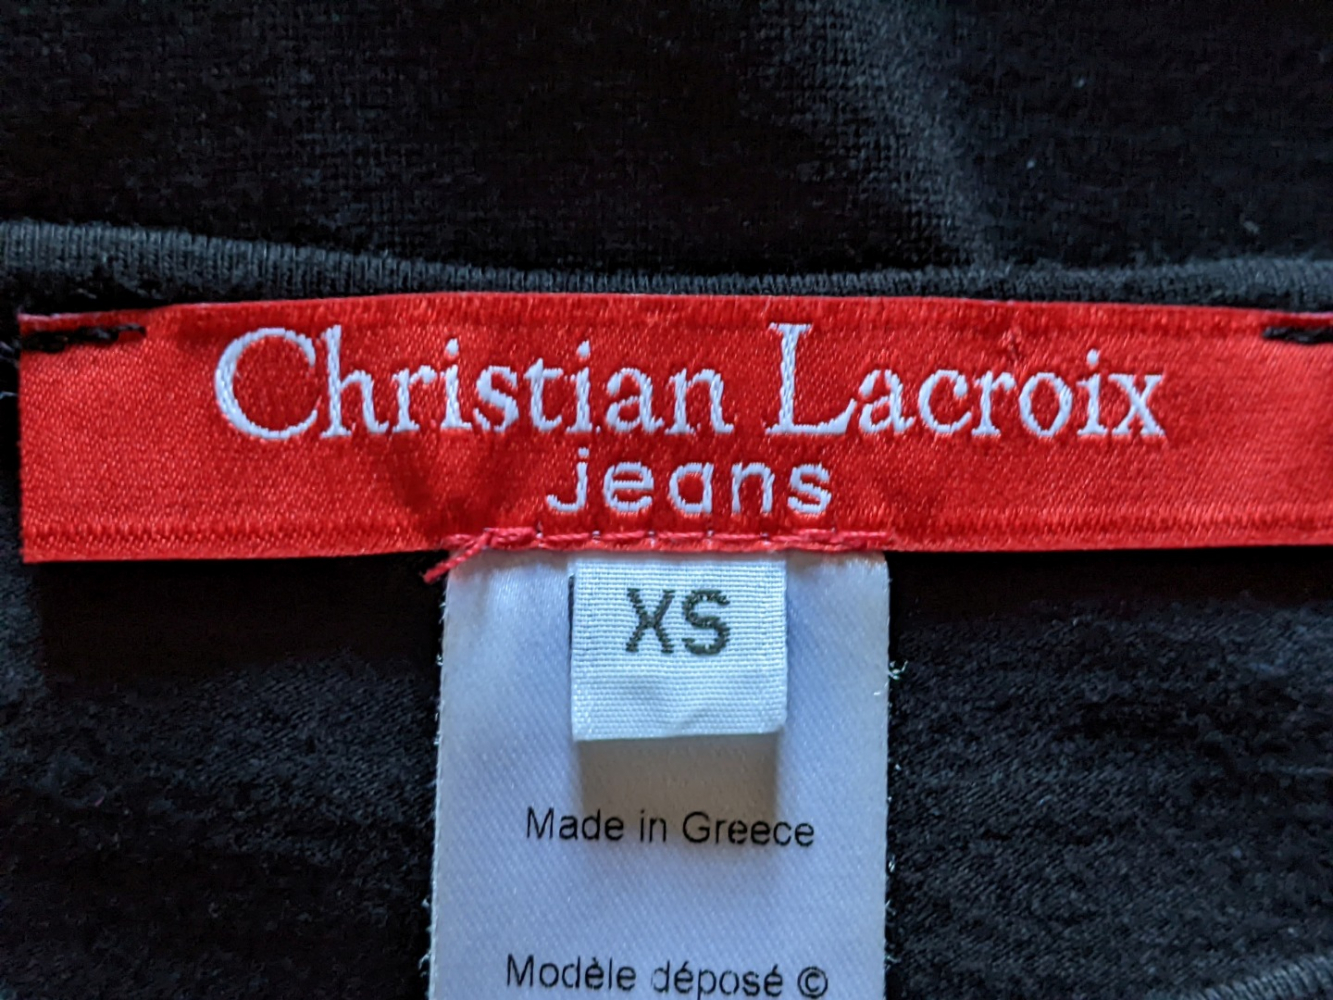 Christian Lacroix
jeans
XS
Made in Greece
Modèle déposé ©